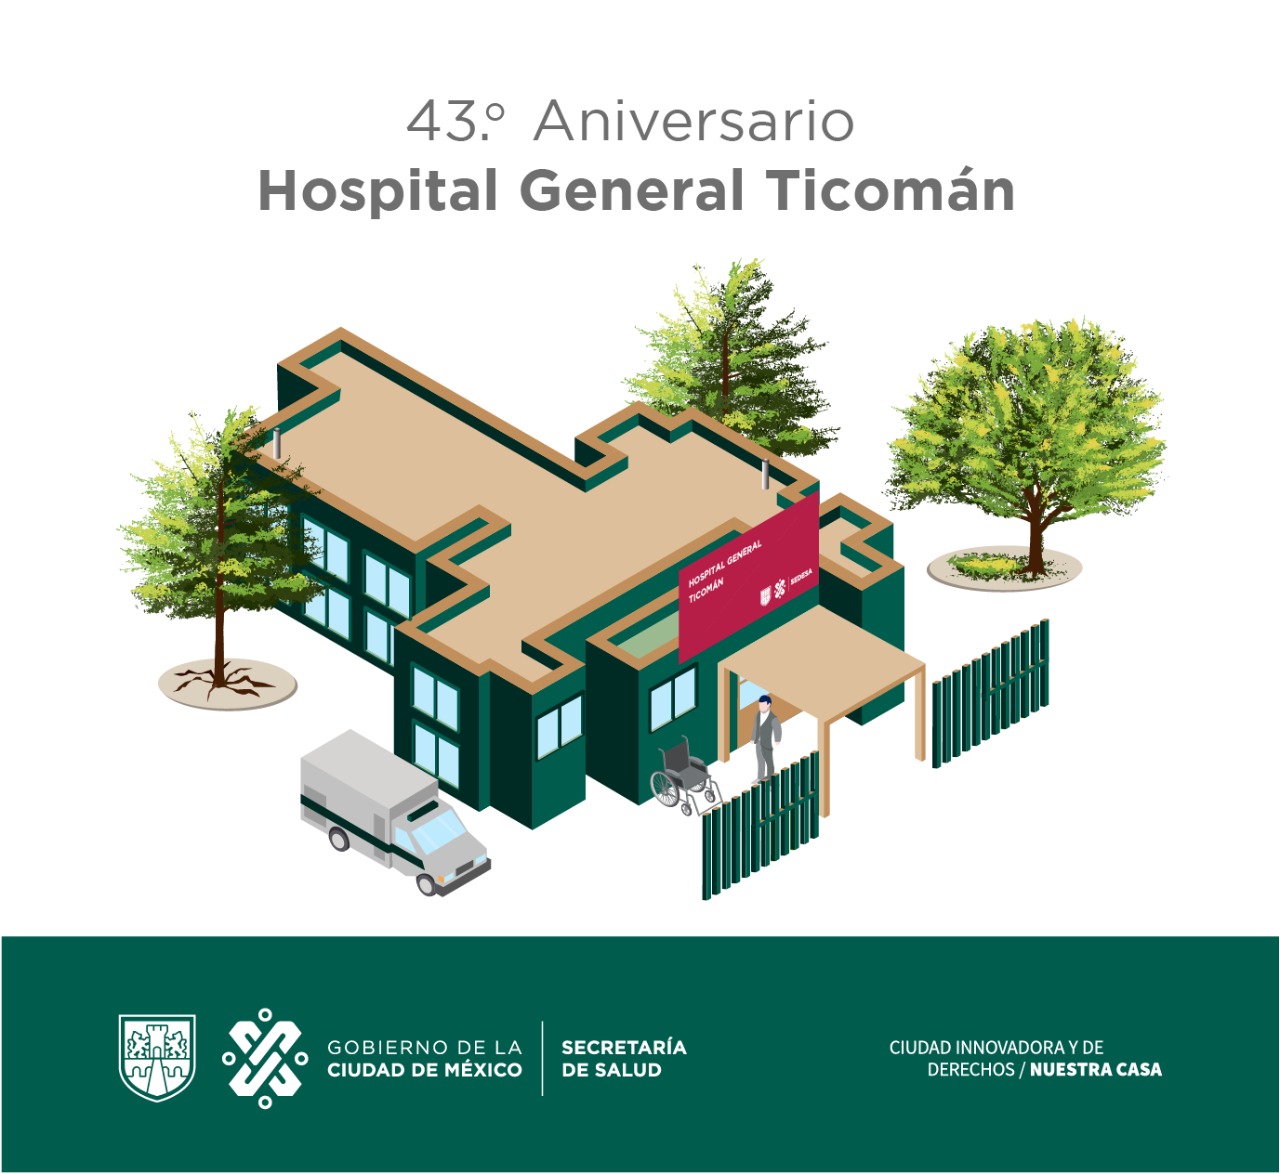 43.º Aniversario
Hospital General Ticomán
HOSPITAL GENERAL
TICOMÁN
SEDESA
GOBIERNO DE LA
CIUDAD DE MÉXICO
SECRETARÍA
DE SALUD
CIUDAD INNOVADORA Y DE
DERECHOS / NUESTRA CASA